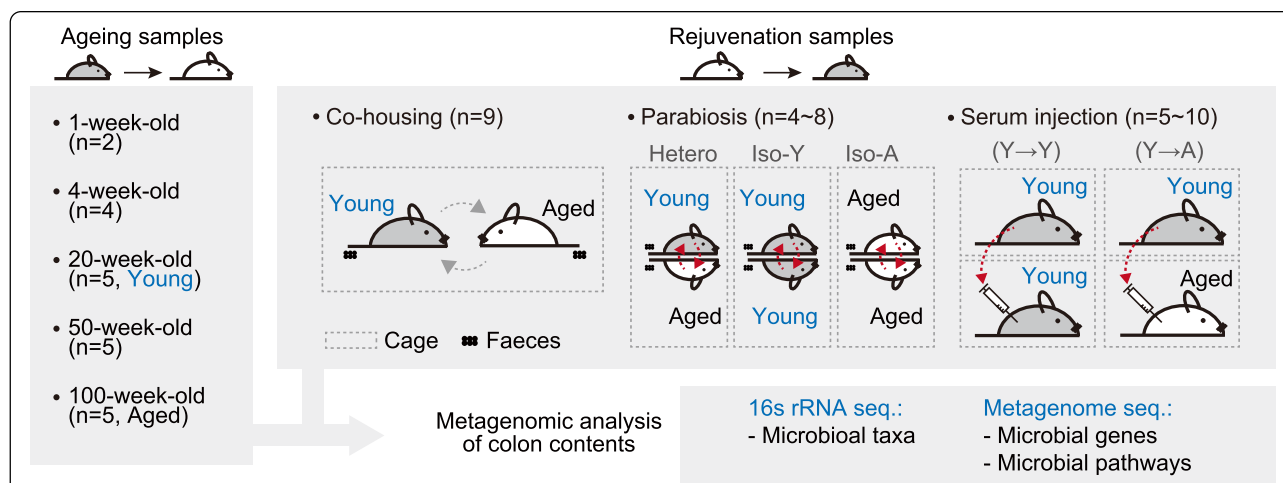 Ageing samples
• 1-week-old
(n=2)
• 4-week-old
(n=4)
• 20-week-old
(n=5, Young)
• 50-week-old
(n=5)
• 100-week-old
(n=5, Aged)
Rejuvenation samples
• Co-housing (n=9)
Young
Aged
Cage
Faeces
• Parabiosis (n=4~8)
Hetero Iso-Y Iso-A
Young Young Aged
Aged Young Aged
• Serum injection (n=5~10)
(Y→Y) (Y→A)
Young Young
Young Aged
Metagenomic analysis
of colon contents
16s rRNA seq.:
- Microbioal taxa
Metagenome seq.:
- Microbial genes
- Microbial pathways